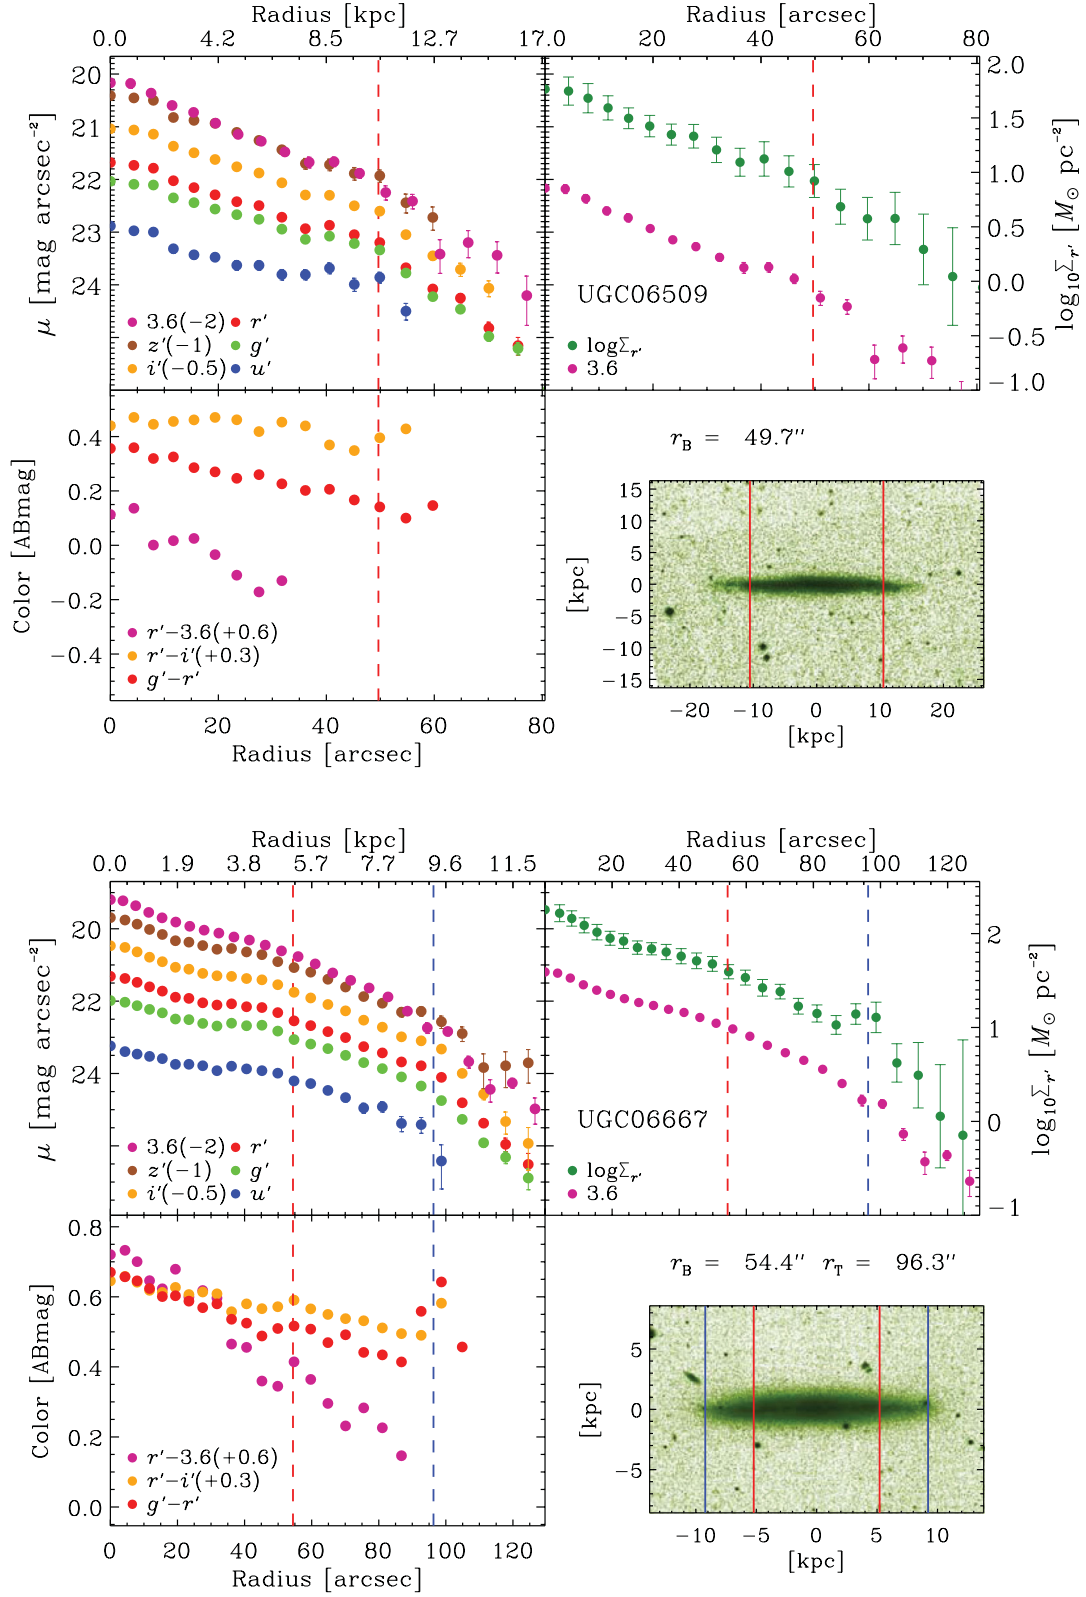 Radius [kpc] Radius [arcsec]
0.0 4.2 8.5 12.7 17.0 20 40 60 80
μ [mag arcsec⁻²]
20
21
22
23
24
3.6(−2) r′
z′(−1) g′
i′(−0.5) u′
UGC06509
logΣr′
3.6
2.0
1.5
1.0
0.5
0.0
−0.5
−1.0
log₁₀Σr′ [M⊙ pc⁻²]
Color [ABmag]
0.4
0.2
0.0
−0.2
−0.4
r′−3.6(+0.6)
r′−i′(+0.3)
g′−r′
0 20 40 60 80
Radius [arcsec]
rB = 49.7″
[kpc]
15
10
5
0
−5
−10
−15
−20 −10 0 10 20
[kpc]
Radius [kpc] Radius [arcsec]
0.0 1.9 3.8 5.7 7.7 9.6 11.5 20 40 60 80 100 120
μ [mag arcsec⁻²]
20
22
24
3.6(−2) r′
z′(−1) g′
i′(−0.5) u′
UGC06667
logΣr′
3.6
2
1
0
−1
log₁₀Σr′ [M⊙ pc⁻²]
Color [ABmag]
0.8
0.6
0.4
0.2
0.0
r′−3.6(+0.6)
r′−i′(+0.3)
g′−r′
0 20 40 60 80 100 120
Radius [arcsec]
rB = 54.4″ rT = 96.3″
[kpc]
5
0
−5
−10 −5 0 5 10
[kpc]